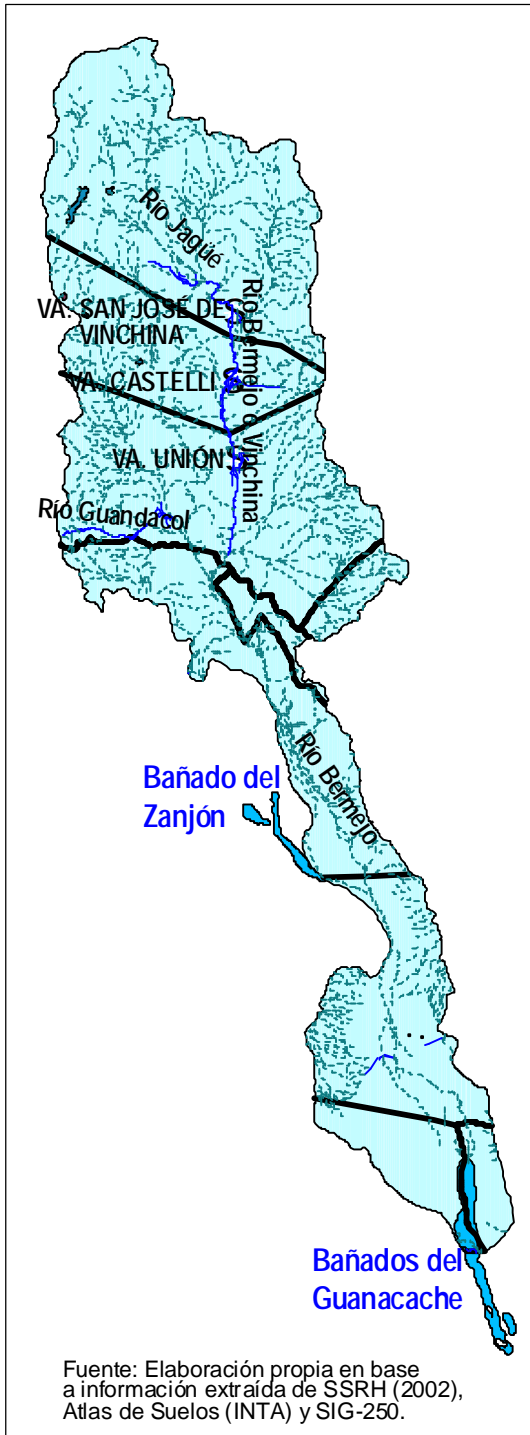 Río Jagüé
Río Bermejo o Vinchina
VA. SAN JOSÉ DE
VINCHINA
VA. CASTELLI
VA. UNIÓN
Río Guandacol
Río Bermejo
Bañado del
Zanjón
Bañados del
Guanacache
Fuente: Elaboración propia en base
a información extraída de SSRH (2002),
Atlas de Suelos (INTA) y SIG-250.